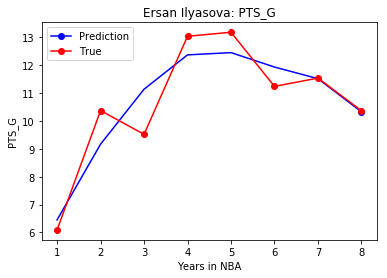 Ersan Ilyasova: PTS_G
Prediction
True
PTS_G
13
12
11
10
9
8
7
6
1 2 3 4 5 6 7 8
Years in NBA